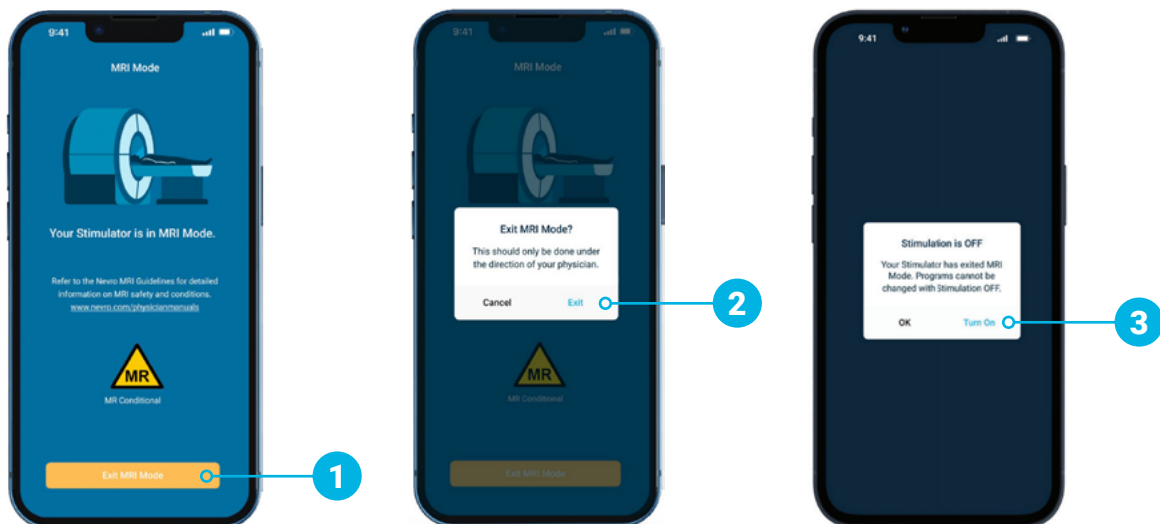 9:41
MRI Mode
Your Stimulator is in MRI Mode.
Refer to the Nevro MRI Guidelines for detailed
information on MRI safety and conditions.
www.nevro.com/physicianmanuals
MR
MR Conditional
Exit MRI Mode
1
9:41
MRI Mode
Exit MRI Mode?
This should only be done under
the direction of your physician.
Cancel
Exit
2
MR
MR Conditional
Exit MRI Mode
9:41
Stimulation is OFF
Your Stimulator has exited MRI
Mode. Programs cannot be
changed with Stimulation OFF.
OK
Turn On
3